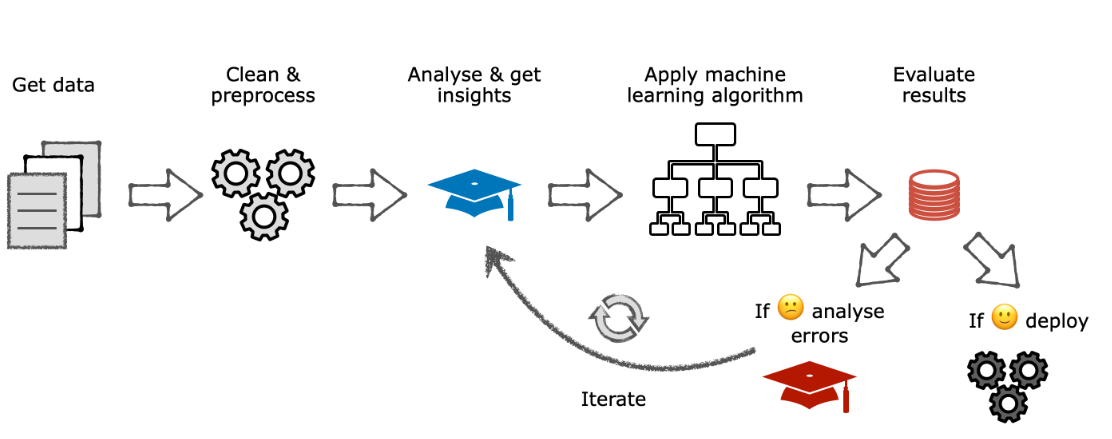 Get data
Clean &
preprocess
Analyse & get
insights
Apply machine
learning algorithm
Evaluate
results
If 😕 analyse
errors
If 🙂 deploy
Iterate